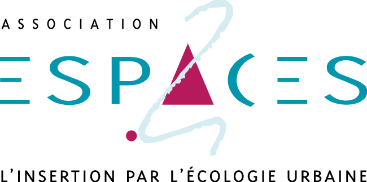 ASSOCIATION
ESPACES
L'INSERTION PAR L'ÉCOLOGIE URBAINE